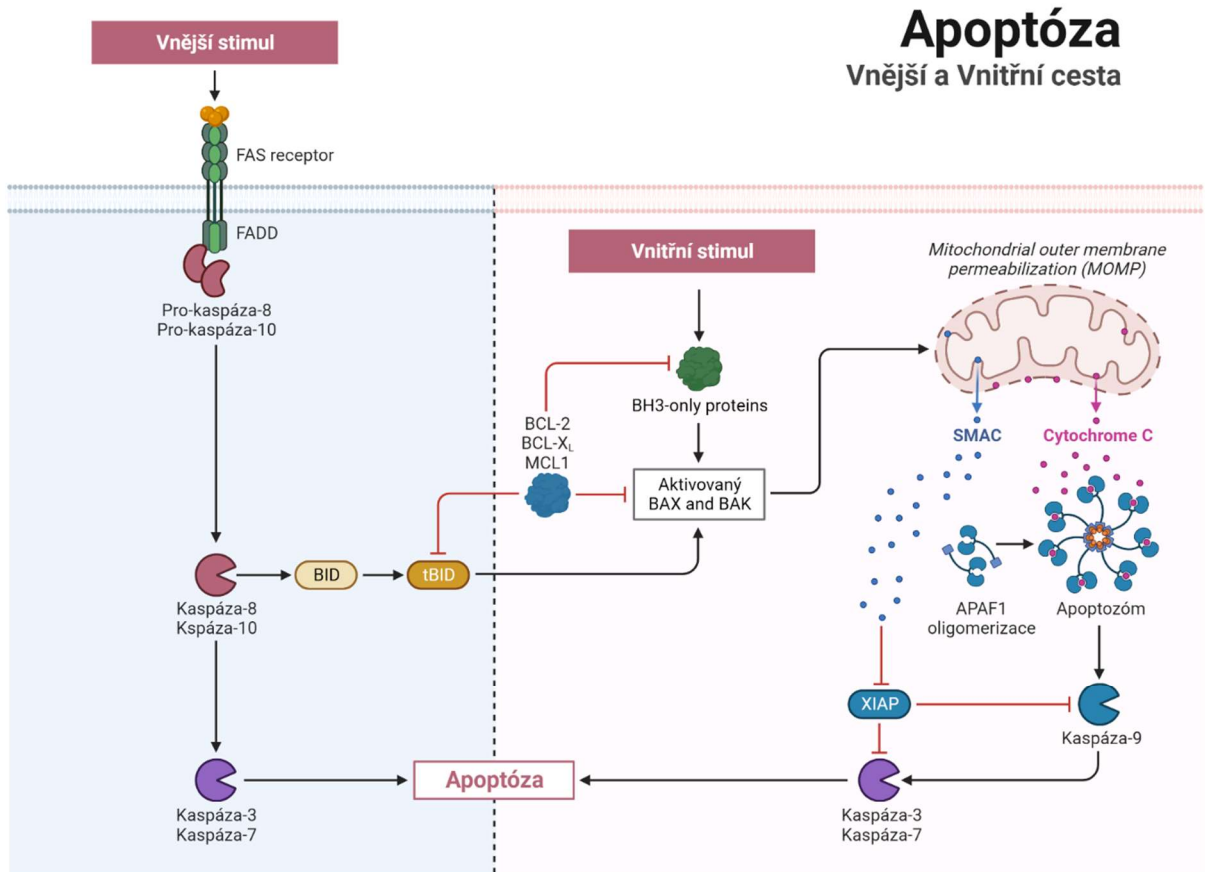 Apoptóza
Vnější a Vnitřní cesta
Vnější stimul
FAS receptor
FADD
Pro-kaspáza-8
Pro-kaspáza-10
Vnitřní stimul
Mitochondrial outer membrane
permeabilization (MOMP)
BH3-only proteins
BCL-2
BCL-XL
MCL1
Aktivovaný
BAX and BAK
SMAC
Cytochrome C
BID
tBID
Kaspáza-8
Kspáza-10
APAF1
oligomerizace
Apoptozóm
XIAP
Kaspáza-9
Apoptóza
Kaspáza-3
Kaspáza-7
Kaspáza-3
Kaspáza-7